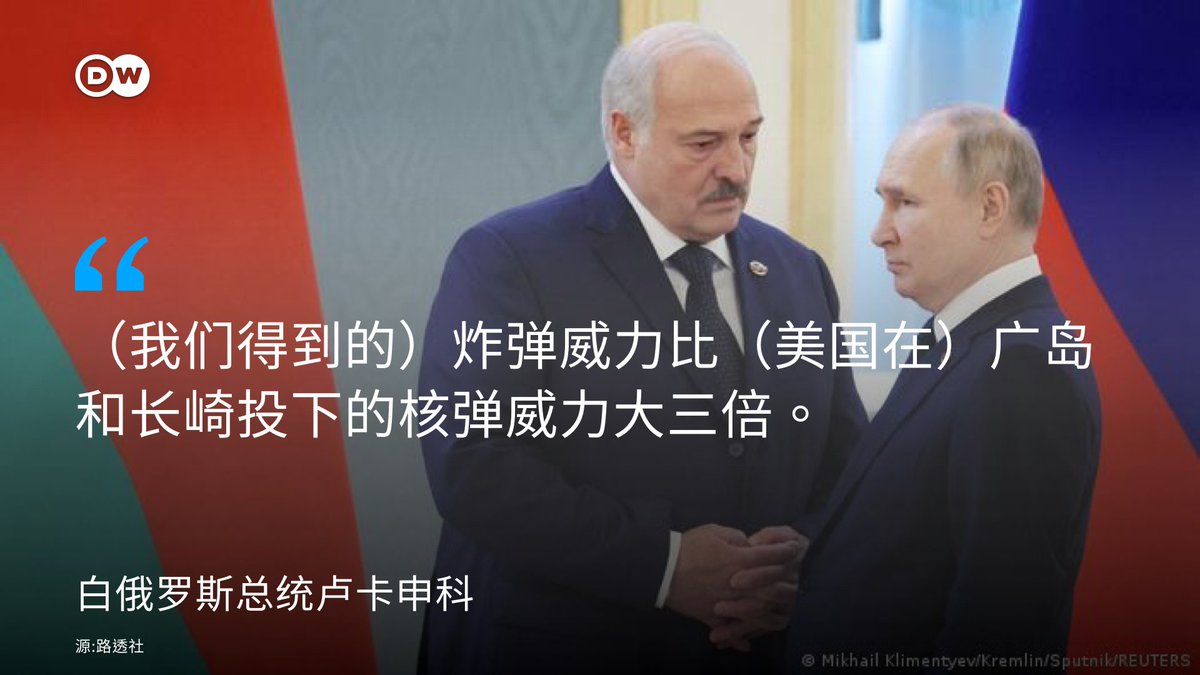 DW
“
（我们得到的）炸弹威力比（美国在）广岛
和长崎投下的核弹威力大三倍。
白俄罗斯总统卢卡申科
源:路透社
© Mikhail Klimentyev/Kremlin/Sputnik/REUTERS